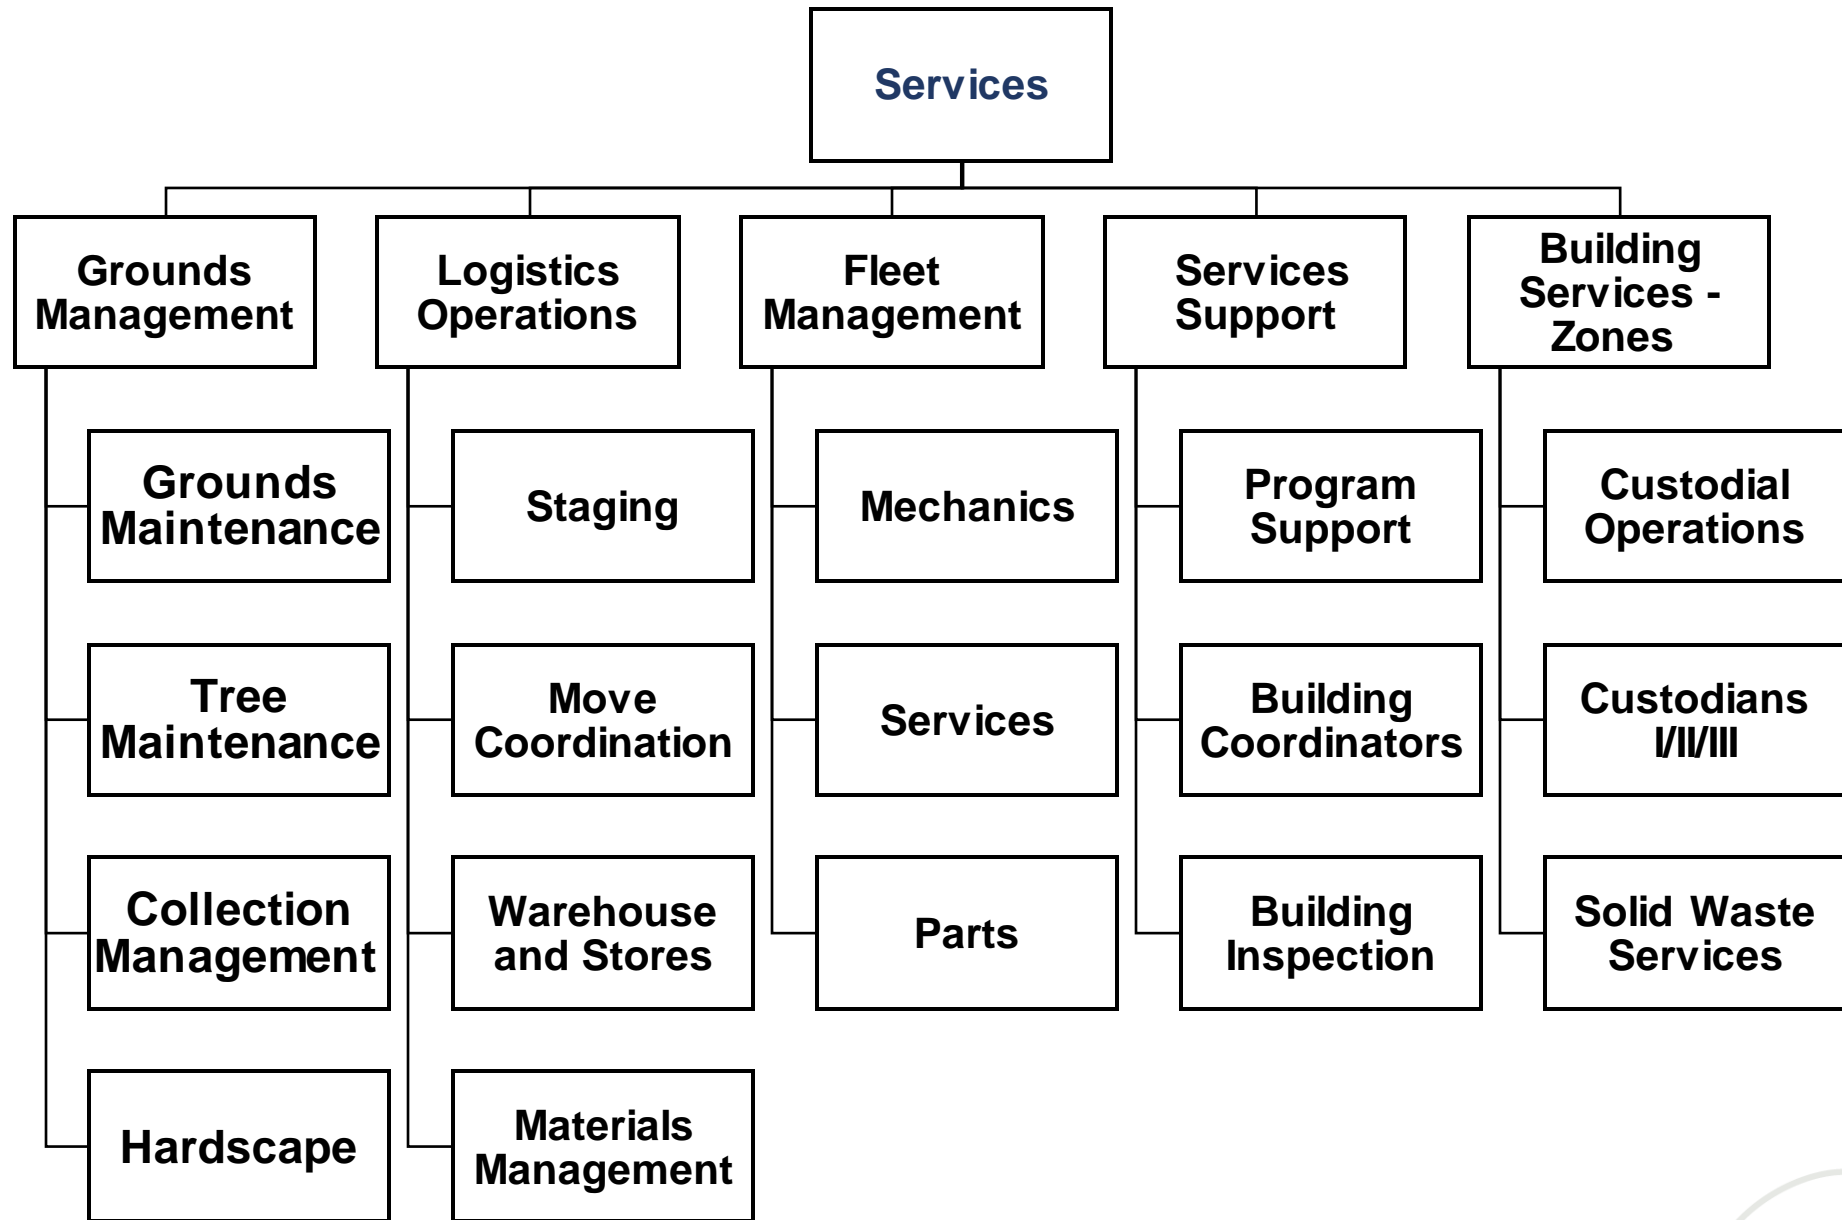 Services
Grounds
Management
Logistics
Operations
Fleet
Management
Services
Support
Building
Services -
Zones
Grounds
Maintenance
Staging
Mechanics
Program
Support
Custodial
Operations
Tree
Maintenance
Move
Coordination
Services
Building
Coordinators
Custodians
I/II/III
Collection
Management
Warehouse
and Stores
Parts
Building
Inspection
Solid Waste
Services
Hardscape
Materials
Management